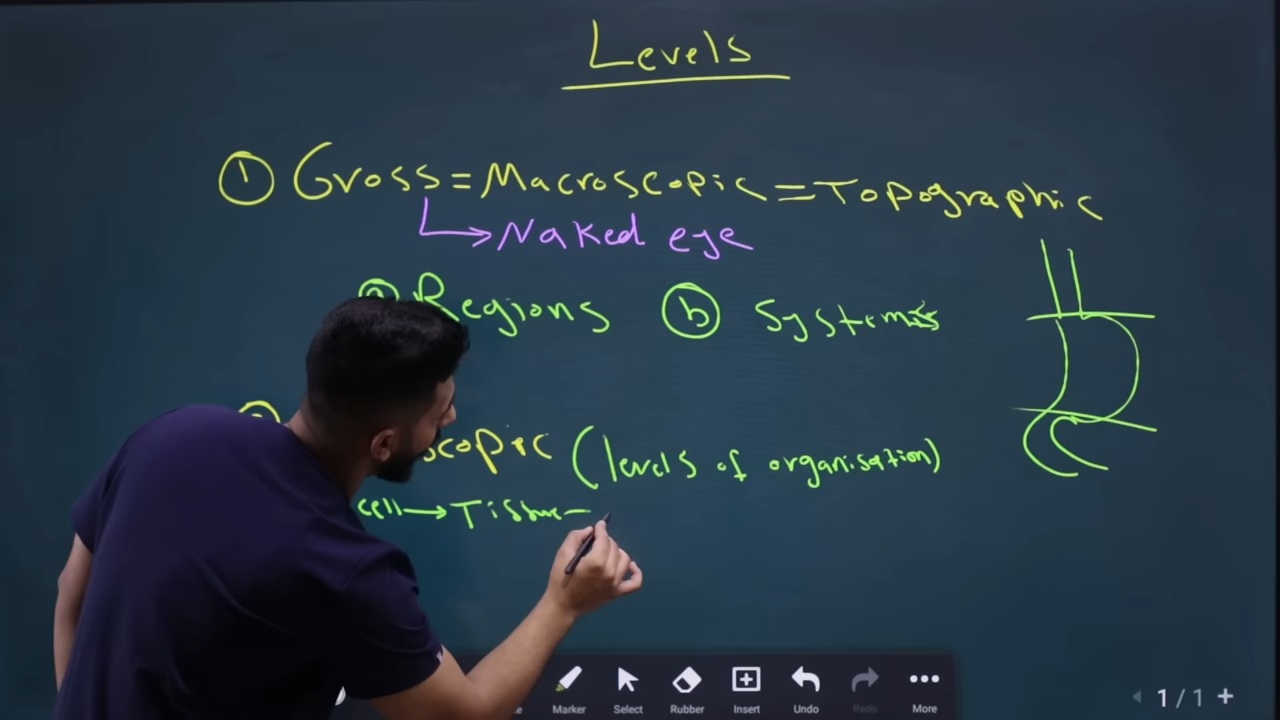 Levels
① Gross = Macroscopic = Topographic
↳ Naked eye
ⓐ Regions ⓑ Systems
scopic (levels of organisation)
cell → Tissue –
Marker Select Rubber Insert Undo Redo More
1 / 1 +